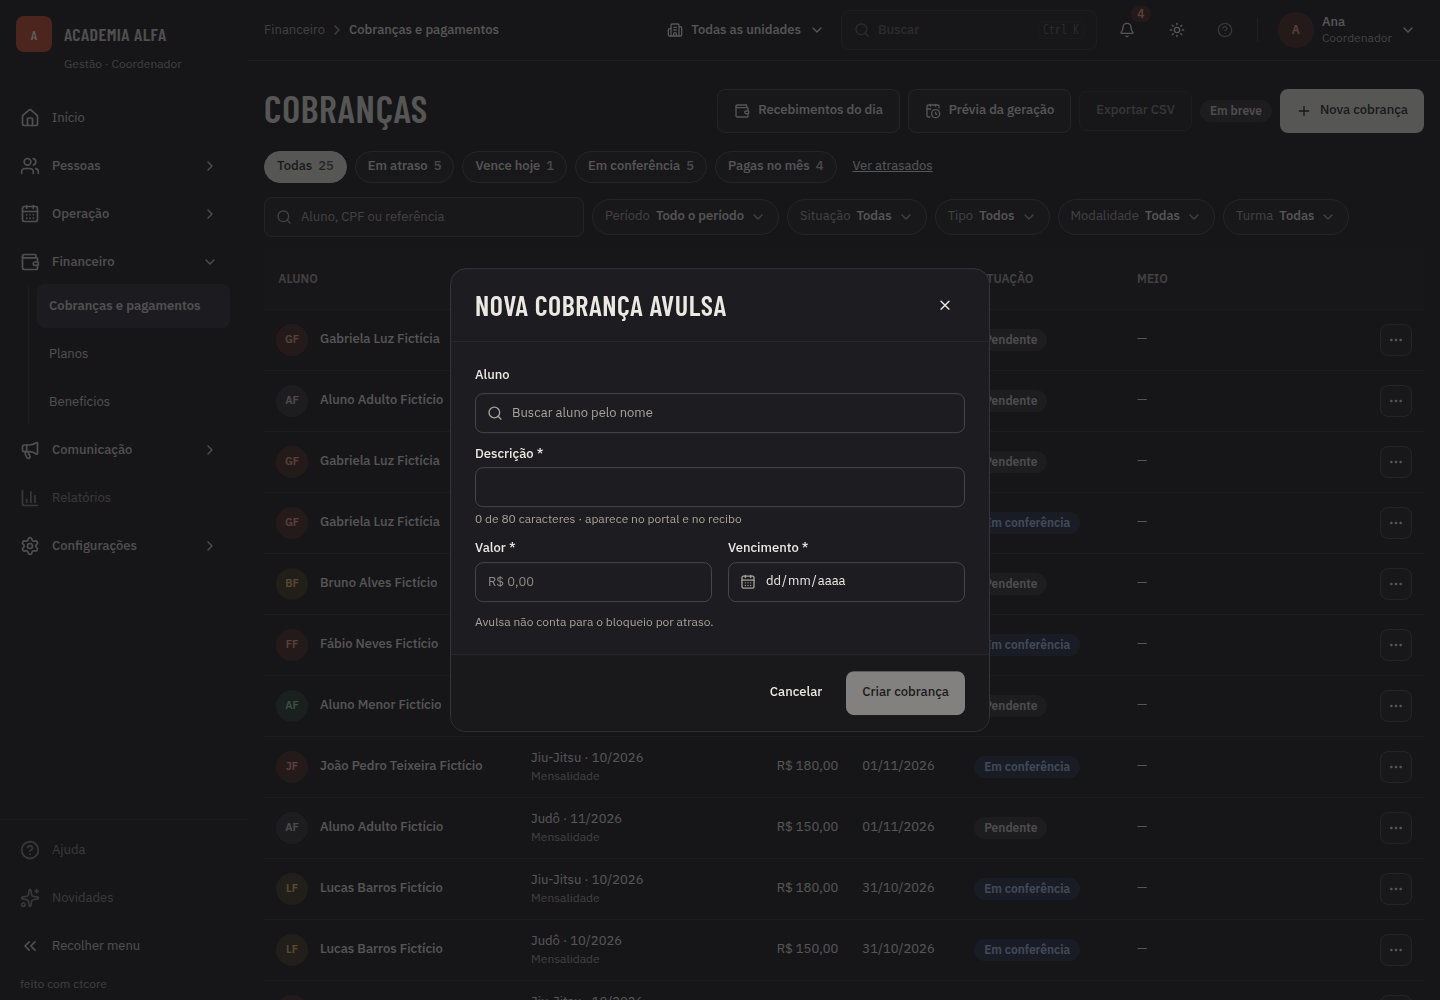 A ACADEMIA ALFA
Gestão · Coordenador
Financeiro > Cobranças e pagamentos
Todas as unidades
Buscar Ctrl K
4
A Ana
Coordenador
Início
Pessoas
Operação
Financeiro
Cobranças e pagamentos
Planos
Benefícios
Comunicação
Relatórios
Configurações
Ajuda
Novidades
Recolher menu
feito com ctcore
COBRANÇAS
Recebimentos do dia
Prévia da geração
Exportar CSV
Em breve
+ Nova cobrança
Todas 25
Em atraso 5
Vence hoje 1
Em conferência 5
Pagas no mês 4
Ver atrasados
Aluno, CPF ou referência
Período Todo o período
Situação Todas
Tipo Todos
Modalidade Todas
Turma Todas
ALUNO TUAÇÃO MEIO
GF Gabriela Luz Fictícia Pendente —
AF Aluno Adulto Fictício Pendente —
GF Gabriela Luz Fictícia Pendente —
GF Gabriela Luz Fictícia Em conferência —
BF Bruno Alves Fictício Pendente —
FF Fábio Neves Fictício Em conferência —
AF Aluno Menor Fictício Pendente —
NOVA COBRANÇA AVULSA
Aluno
Buscar aluno pelo nome
Descrição *
0 de 80 caracteres · aparece no portal e no recibo
Valor * Vencimento *
R$ 0,00 dd/mm/aaaa
Avulsa não conta para o bloqueio por atraso.
Cancelar Criar cobrança
JF João Pedro Teixeira Fictício Jiu-Jitsu · 10/2026 R$ 180,00 01/11/2026 Em conferência —
Mensalidade
AF Aluno Adulto Fictício Judô · 11/2026 R$ 150,00 01/11/2026 Pendente —
Mensalidade
LF Lucas Barros Fictício Jiu-Jitsu · 10/2026 R$ 180,00 31/10/2026 Em conferência —
Mensalidade
LF Lucas Barros Fictício Judô · 10/2026 R$ 150,00 31/10/2026 Em conferência —
Mensalidade